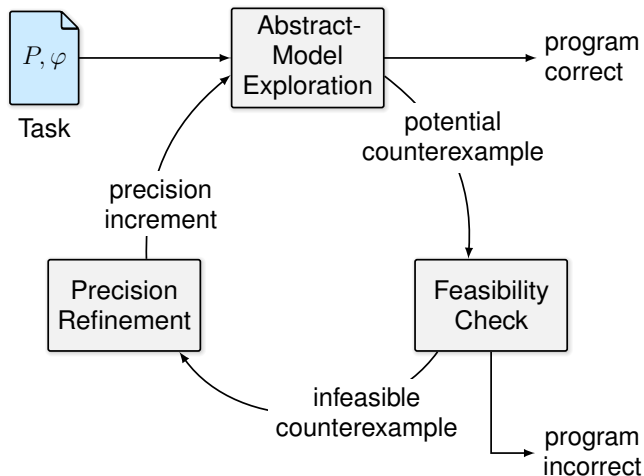 P, φ
Task
Abstract-
Model
Exploration
program
correct
potential
counterexample
precision
increment
Precision
Refinement
Feasibility
Check
infeasible
counterexample
program
incorrect